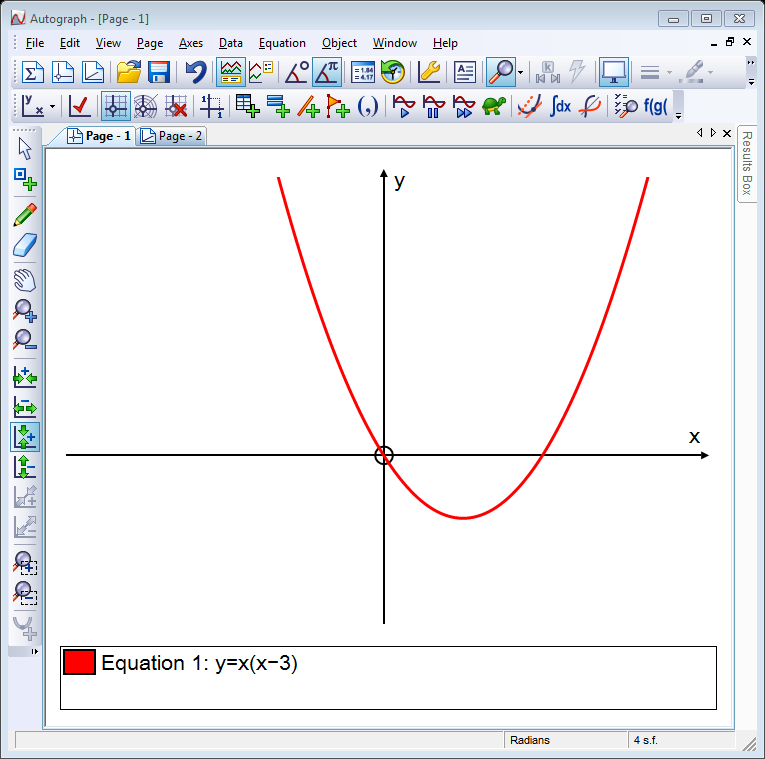 Autograph - [Page - 1]
File Edit View Page Axes Data Equation Object Window Help
Page - 1 Page - 2
Results Box
y
x
Equation 1: y=x(x−3)
Radians 4 s.f.